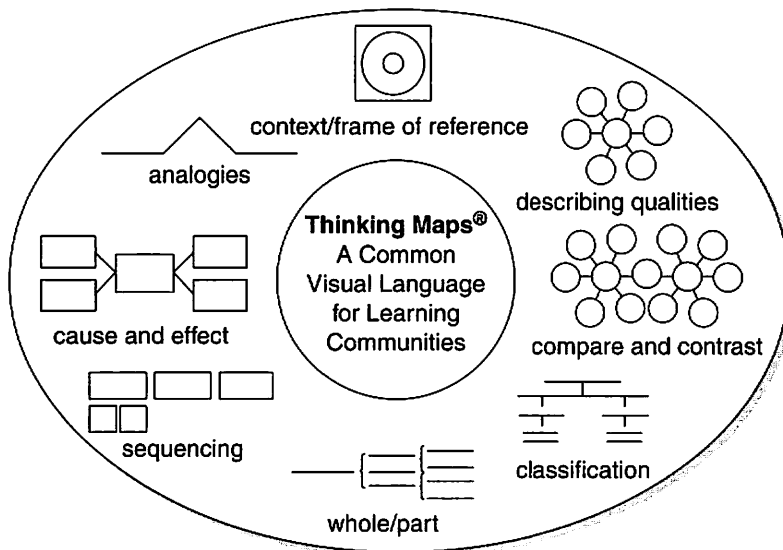 context/frame of reference
analogies
describing qualities
Thinking Maps®
A Common
Visual Language
for Learning
Communities
cause and effect
compare and contrast
sequencing
classification
whole/part